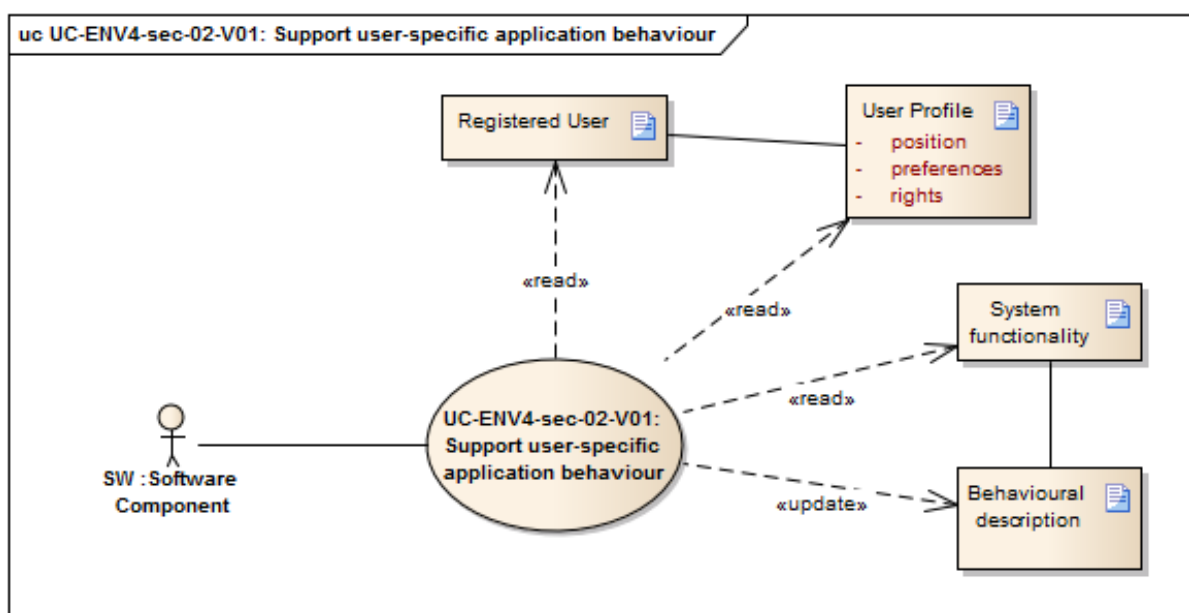 uc UC-ENV4-sec-02-V01: Support user-specific application behaviour
Registered User
User Profile
- position
- preferences
- rights
«read»
«read»
System
functionality
«read»
UC-ENV4-sec-02-V01:
Support user-specific
application behaviour
SW :Software
Component
«update»
Behavioural
description